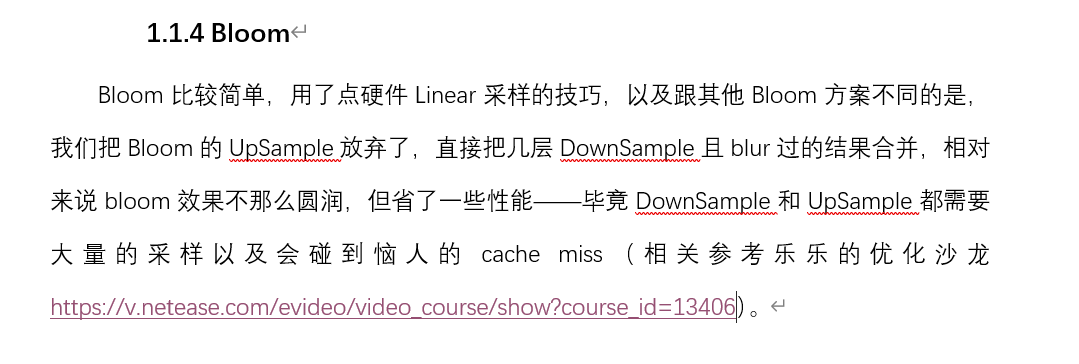 1.1.4 Bloom
Bloom 比较简单，用了点硬件 Linear 采样的技巧，以及跟其他 Bloom 方案不同的是，
我们把 Bloom 的 UpSample 放弃了，直接把几层 DownSample 且 blur 过的结果合并，相对
来说 bloom 效果不那么圆润，但省了一些性能——毕竟 DownSample 和 UpSample 都需要
大量的采样以及会碰到恼人的 cache miss（相关参考乐乐的优化沙龙
https://v.netease.com/evideo/video_course/show?course_id=13406)。